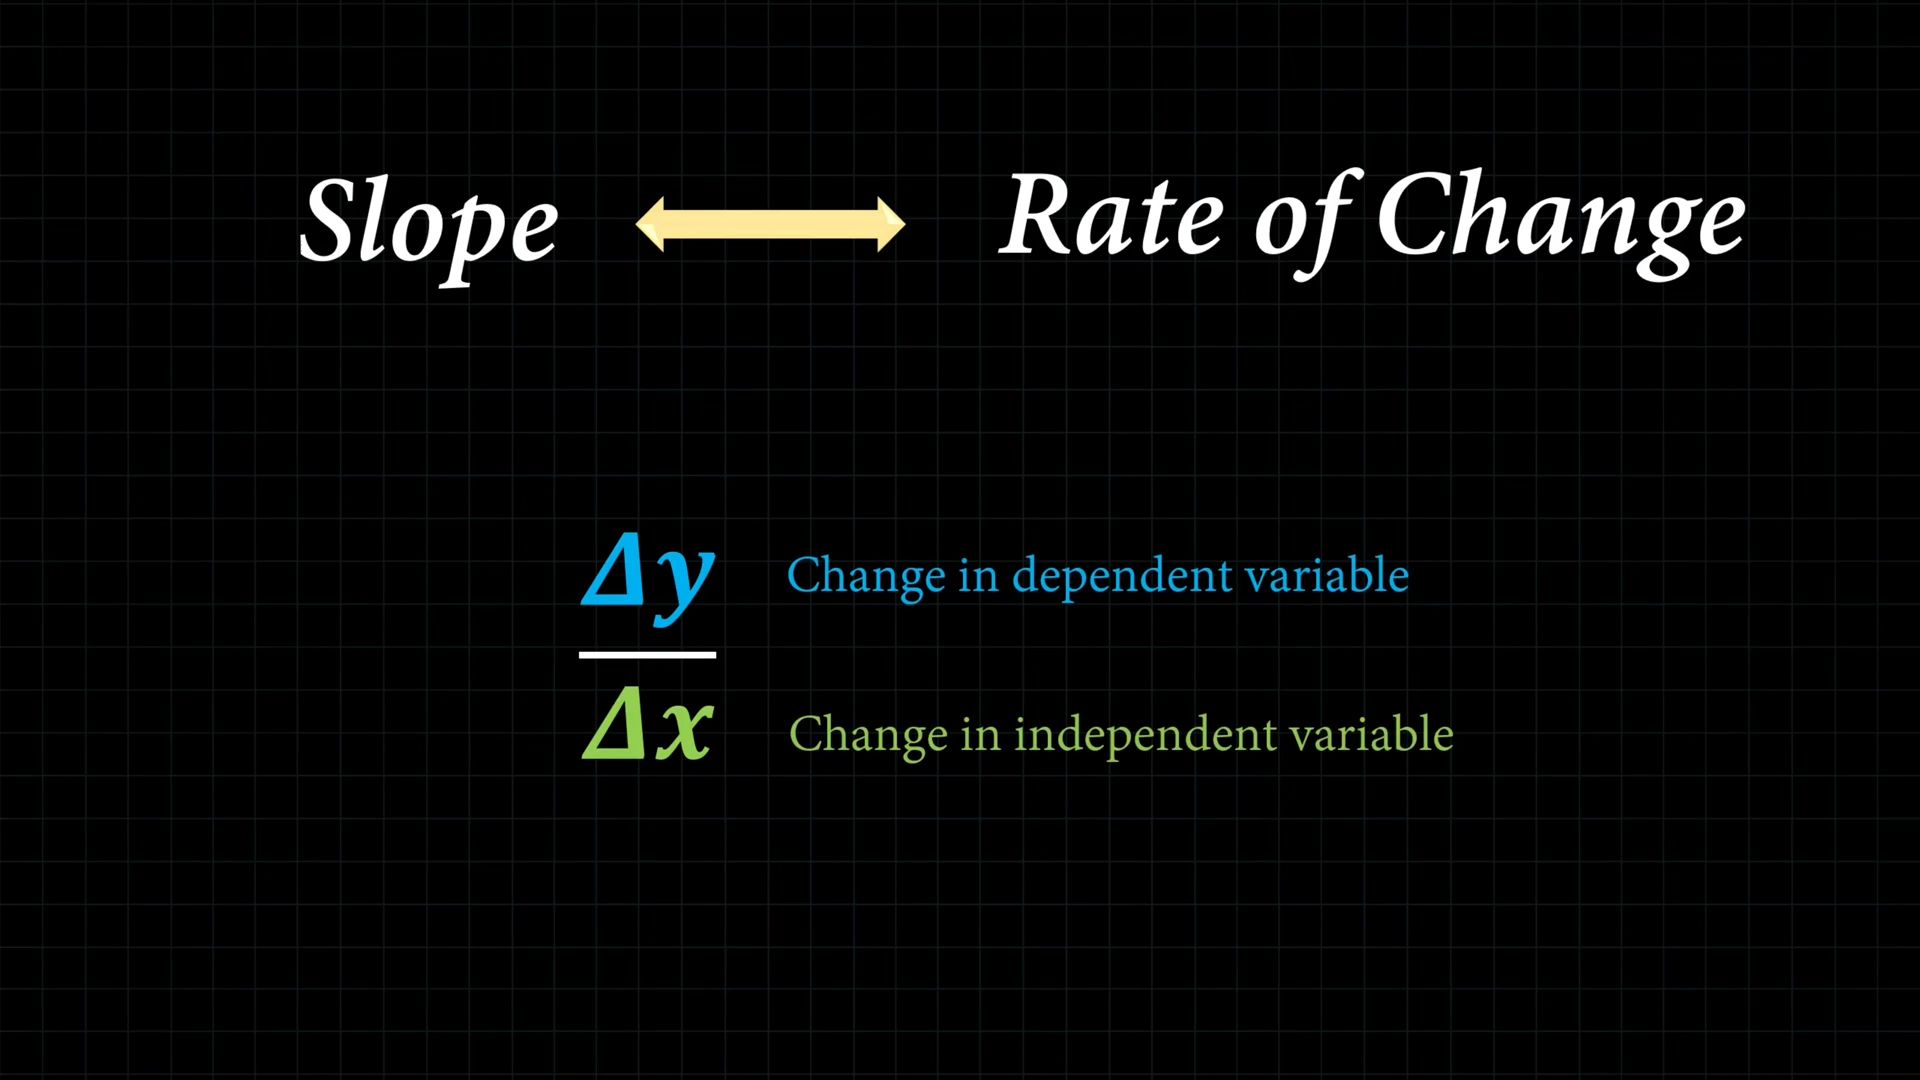 Slope Rate of Change
Δy Change in dependent variable
Δx Change in independent variable